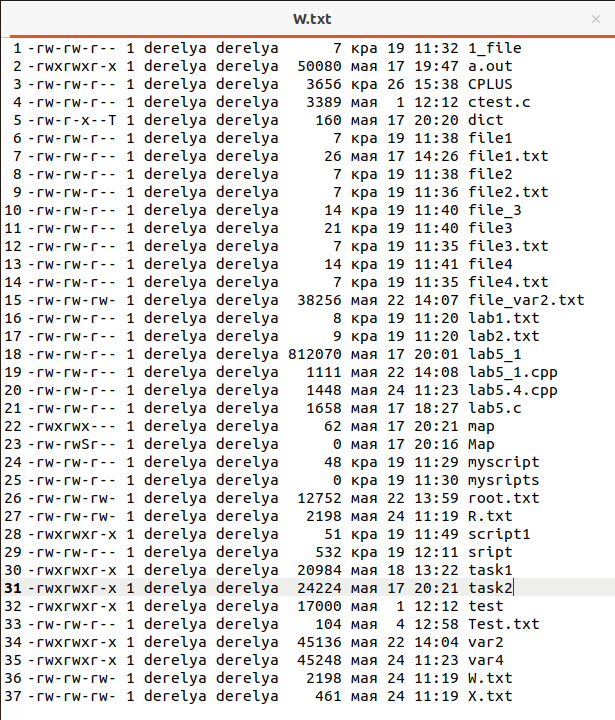 W.txt ×
1 -rw-rw-r-- 1 derelya derelya 7 кра 19 11:32 1_file
2 -rwxrwxr-x 1 derelya derelya 50080 мая 17 19:47 a.out
3 -rw-rw-r-- 1 derelya derelya 3656 кра 26 15:38 CPLUS
4 -rw-rw-r-- 1 derelya derelya 3389 мая 1 12:12 ctest.c
5 -rw-r-x--T 1 derelya derelya 160 мая 17 20:20 dict
6 -rw-rw-r-- 1 derelya derelya 7 кра 19 11:38 file1
7 -rw-rw-r-- 1 derelya derelya 26 мая 17 14:26 file1.txt
8 -rw-rw-r-- 1 derelya derelya 7 кра 19 11:38 file2
9 -rw-rw-r-- 1 derelya derelya 7 кра 19 11:36 file2.txt
10 -rw-rw-r-- 1 derelya derelya 14 кра 19 11:40 file_3
11 -rw-rw-r-- 1 derelya derelya 21 кра 19 11:40 file3
12 -rw-rw-r-- 1 derelya derelya 7 кра 19 11:35 file3.txt
13 -rw-rw-r-- 1 derelya derelya 14 кра 19 11:41 file4
14 -rw-rw-r-- 1 derelya derelya 7 кра 19 11:35 file4.txt
15 -rw-rw-rw- 1 derelya derelya 38256 мая 22 14:07 file_var2.txt
16 -rw-rw-r-- 1 derelya derelya 8 кра 19 11:20 lab1.txt
17 -rw-rw-r-- 1 derelya derelya 9 кра 19 11:20 lab2.txt
18 -rw-rw-r-- 1 derelya derelya 812070 мая 17 20:01 lab5_1
19 -rw-rw-r-- 1 derelya derelya 1111 мая 22 14:08 lab5_1.cpp
20 -rw-rw-r-- 1 derelya derelya 1448 мая 24 11:23 lab5.4.cpp
21 -rw-rw-r-- 1 derelya derelya 1658 мая 17 18:27 lab5.c
22 -rwxrwx--- 1 derelya derelya 62 мая 17 20:21 map
23 -rw-rwSr-- 1 derelya derelya 0 мая 17 20:16 Map
24 -rw-rw-r-- 1 derelya derelya 48 кра 19 11:29 myscript
25 -rw-rw-r-- 1 derelya derelya 0 кра 19 11:30 mysripts
26 -rw-rw-rw- 1 derelya derelya 12752 мая 22 13:59 root.txt
27 -rw-rw-rw- 1 derelya derelya 2198 мая 24 11:19 R.txt
28 -rwxrwxr-x 1 derelya derelya 51 кра 19 11:49 script1
29 -rw-rw-r-- 1 derelya derelya 532 кра 19 12:11 sript
30 -rwxrwxr-x 1 derelya derelya 20984 мая 18 13:22 task1
31 -rwxrwxr-x 1 derelya derelya 24224 мая 17 20:21 task2
32 -rwxrwxr-x 1 derelya derelya 17000 мая 1 12:12 test
33 -rw-rw-r-- 1 derelya derelya 104 мая 4 12:58 Test.txt
34 -rwxrwxr-x 1 derelya derelya 45136 мая 22 14:04 var2
35 -rwxrwxr-x 1 derelya derelya 45248 мая 24 11:23 var4
36 -rw-rw-rw- 1 derelya derelya 2198 мая 24 11:19 W.txt
37 -rw-rw-rw- 1 derelya derelya 461 мая 24 11:19 X.txt